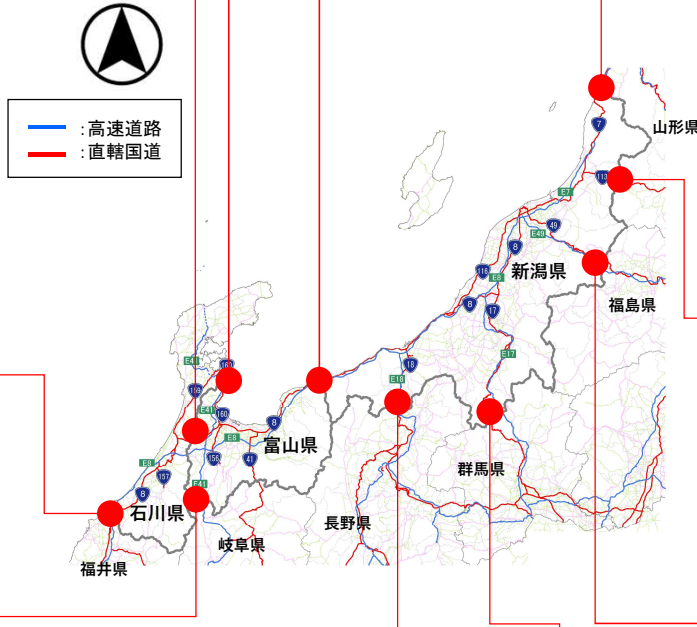 ：高速道路
：直轄国道
山形県
7
113
E7
49
E49
8
新潟県
116
E8
福島県
8
17
18
E17
E18
E41
159
E41
160
8
E8
富山県
156
41
群馬県
E8
157
E41
8
石川県
長野県
岐阜県
福井県